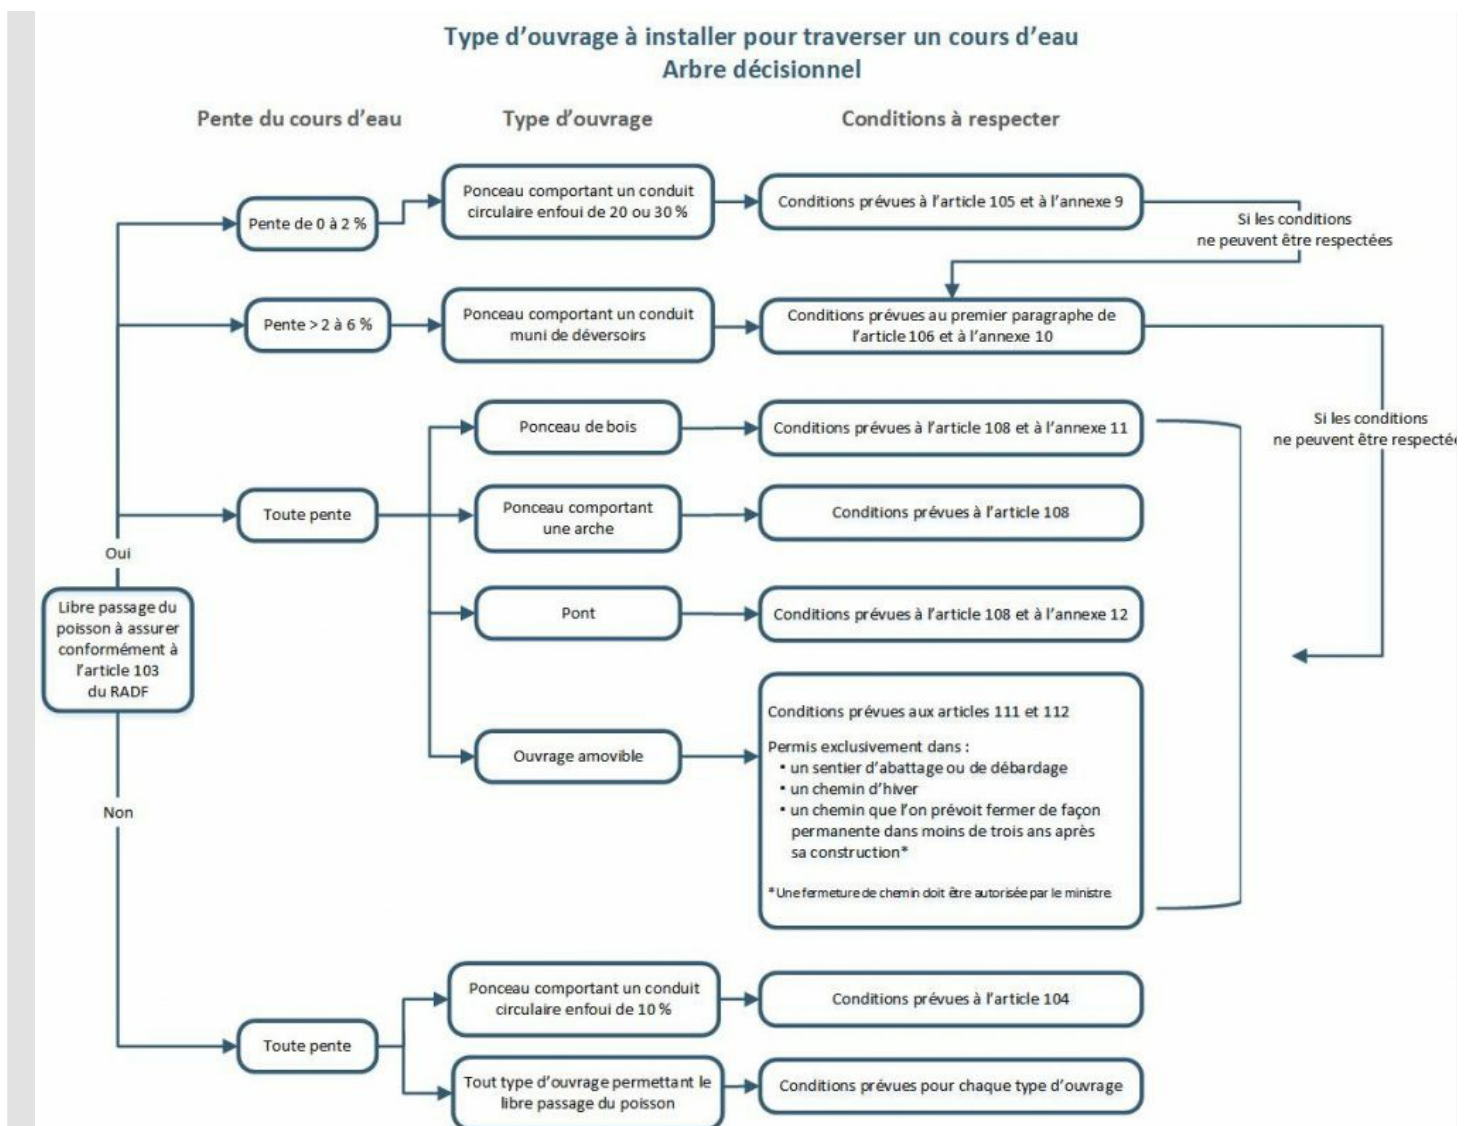 Type d’ouvrage à installer pour traverser un cours d’eau
Arbre décisionnel
Pente du cours d’eau
Type d’ouvrage
Conditions à respecter
Pente de 0 à 2 %
Ponceau comportant un conduit
circulaire enfoui de 20 ou 30 %
Conditions prévues à l’article 105 et à l’annexe 9
Si les conditions
ne peuvent être respectées
Pente > 2 à 6 %
Ponceau comportant un conduit
muni de déversoirs
Conditions prévues au premier paragraphe de
l’article 106 et à l’annexe 10
Si les conditions
ne peuvent être respectée
Toute pente
Ponceau de bois
Conditions prévues à l’article 108 et à l’annexe 11
Ponceau comportant
une arche
Conditions prévues à l’article 108
Pont
Conditions prévues à l’article 108 et à l’annexe 12
Ouvrage amovible
Conditions prévues aux articles 111 et 112
Permis exclusivement dans :
• un sentier d’abattage ou de débardage
• un chemin d’hiver
• un chemin que l’on prévoit fermer de façon
permanente dans moins de trois ans après
sa construction*
*Une fermeture de chemin doit être autorisée par le ministre.
Oui
Libre passage du
poisson à assurer
conformément à
l’article 103
du RADF
Non
Toute pente
Ponceau comportant un conduit
circulaire enfoui de 10 %
Conditions prévues à l’article 104
Tout type d’ouvrage permettant le
libre passage du poisson
Conditions prévues pour chaque type d’ouvrage